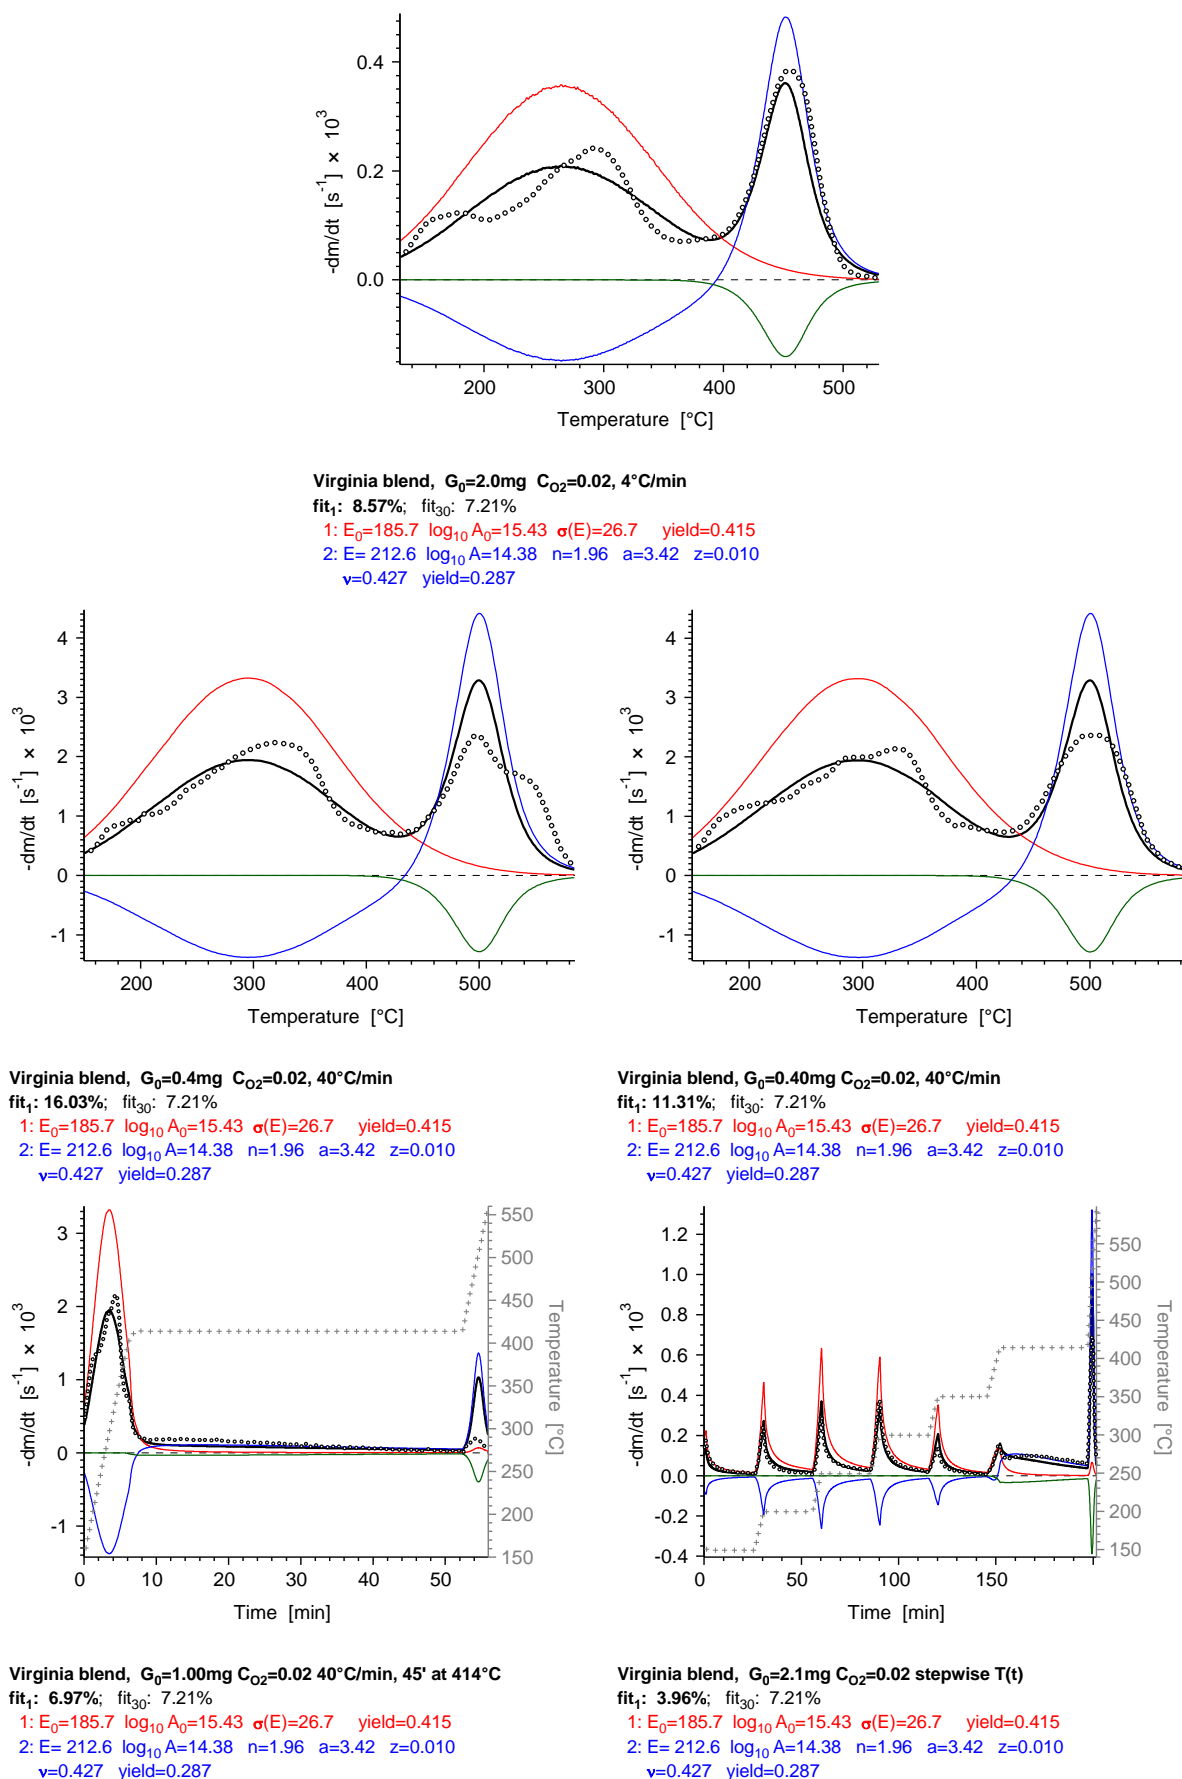 0.4
0.2
0.0
-dm/dt [s⁻¹] × 10³
200 300 400 500
Temperature [°C]
Virginia blend, G₀=2.0mg C_O2=0.02, 4°C/min
fit₁: 8.57%; fit₃₀: 7.21%
1: E₀=185.7 log₁₀ A₀=15.43 σ(E)=26.7 yield=0.415
2: E= 212.6 log₁₀ A=14.38 n=1.96 a=3.42 z=0.010
ν=0.427 yield=0.287
4
3
2
1
0
-1
-dm/dt [s⁻¹] × 10³
200 300 400 500
Temperature [°C]
4
3
2
1
0
-1
-dm/dt [s⁻¹] × 10³
200 300 400 500
Temperature [°C]
Virginia blend, G₀=0.4mg C_O2=0.02, 40°C/min
fit₁: 16.03%; fit₃₀: 7.21%
1: E₀=185.7 log₁₀ A₀=15.43 σ(E)=26.7 yield=0.415
2: E= 212.6 log₁₀ A=14.38 n=1.96 a=3.42 z=0.010
ν=0.427 yield=0.287
Virginia blend, G₀=0.40mg C_O2=0.02, 40°C/min
fit₁: 11.31%; fit₃₀: 7.21%
1: E₀=185.7 log₁₀ A₀=15.43 σ(E)=26.7 yield=0.415
2: E= 212.6 log₁₀ A=14.38 n=1.96 a=3.42 z=0.010
ν=0.427 yield=0.287
3
2
1
0
-1
-dm/dt [s⁻¹] × 10³
550
500
450
400
350
300
250
200
150
Temperature [°C]
0 10 20 30 40 50
Time [min]
1.2
1.0
0.8
0.6
0.4
0.2
0.0
-0.2
-0.4
-dm/dt [s⁻¹] × 10³
550
500
450
400
350
300
250
200
150
Temperature [°C]
0 50 100 150
Time [min]
Virginia blend, G₀=1.00mg C_O2=0.02 40°C/min, 45' at 414°C
fit₁: 6.97%; fit₃₀: 7.21%
1: E₀=185.7 log₁₀ A₀=15.43 σ(E)=26.7 yield=0.415
2: E= 212.6 log₁₀ A=14.38 n=1.96 a=3.42 z=0.010
ν=0.427 yield=0.287
Virginia blend, G₀=2.1mg C_O2=0.02 stepwise T(t)
fit₁: 3.96%; fit₃₀: 7.21%
1: E₀=185.7 log₁₀ A₀=15.43 σ(E)=26.7 yield=0.415
2: E= 212.6 log₁₀ A=14.38 n=1.96 a=3.42 z=0.010
ν=0.427 yield=0.287